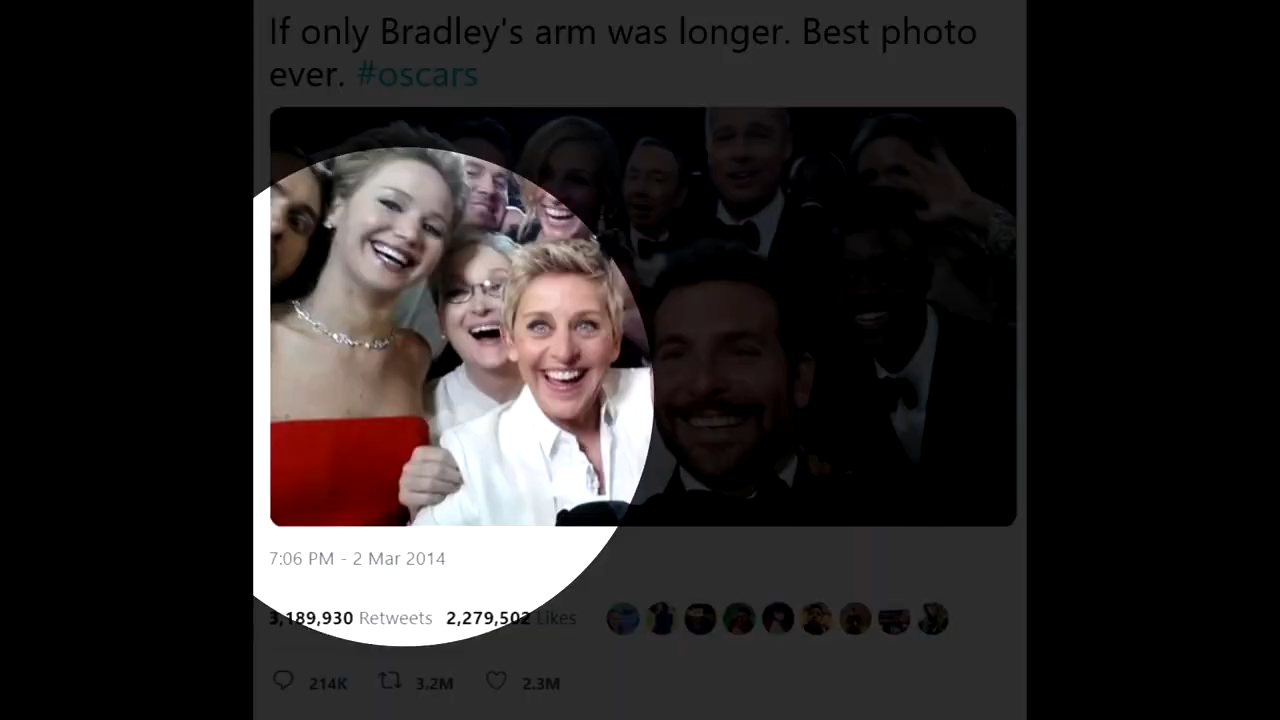 If only Bradley's arm was longer. Best photo
ever. #oscars
7:06 PM - 2 Mar 2014
3,189,930 Retweets 2,279,502 Likes
214K 3.2M 2.3M